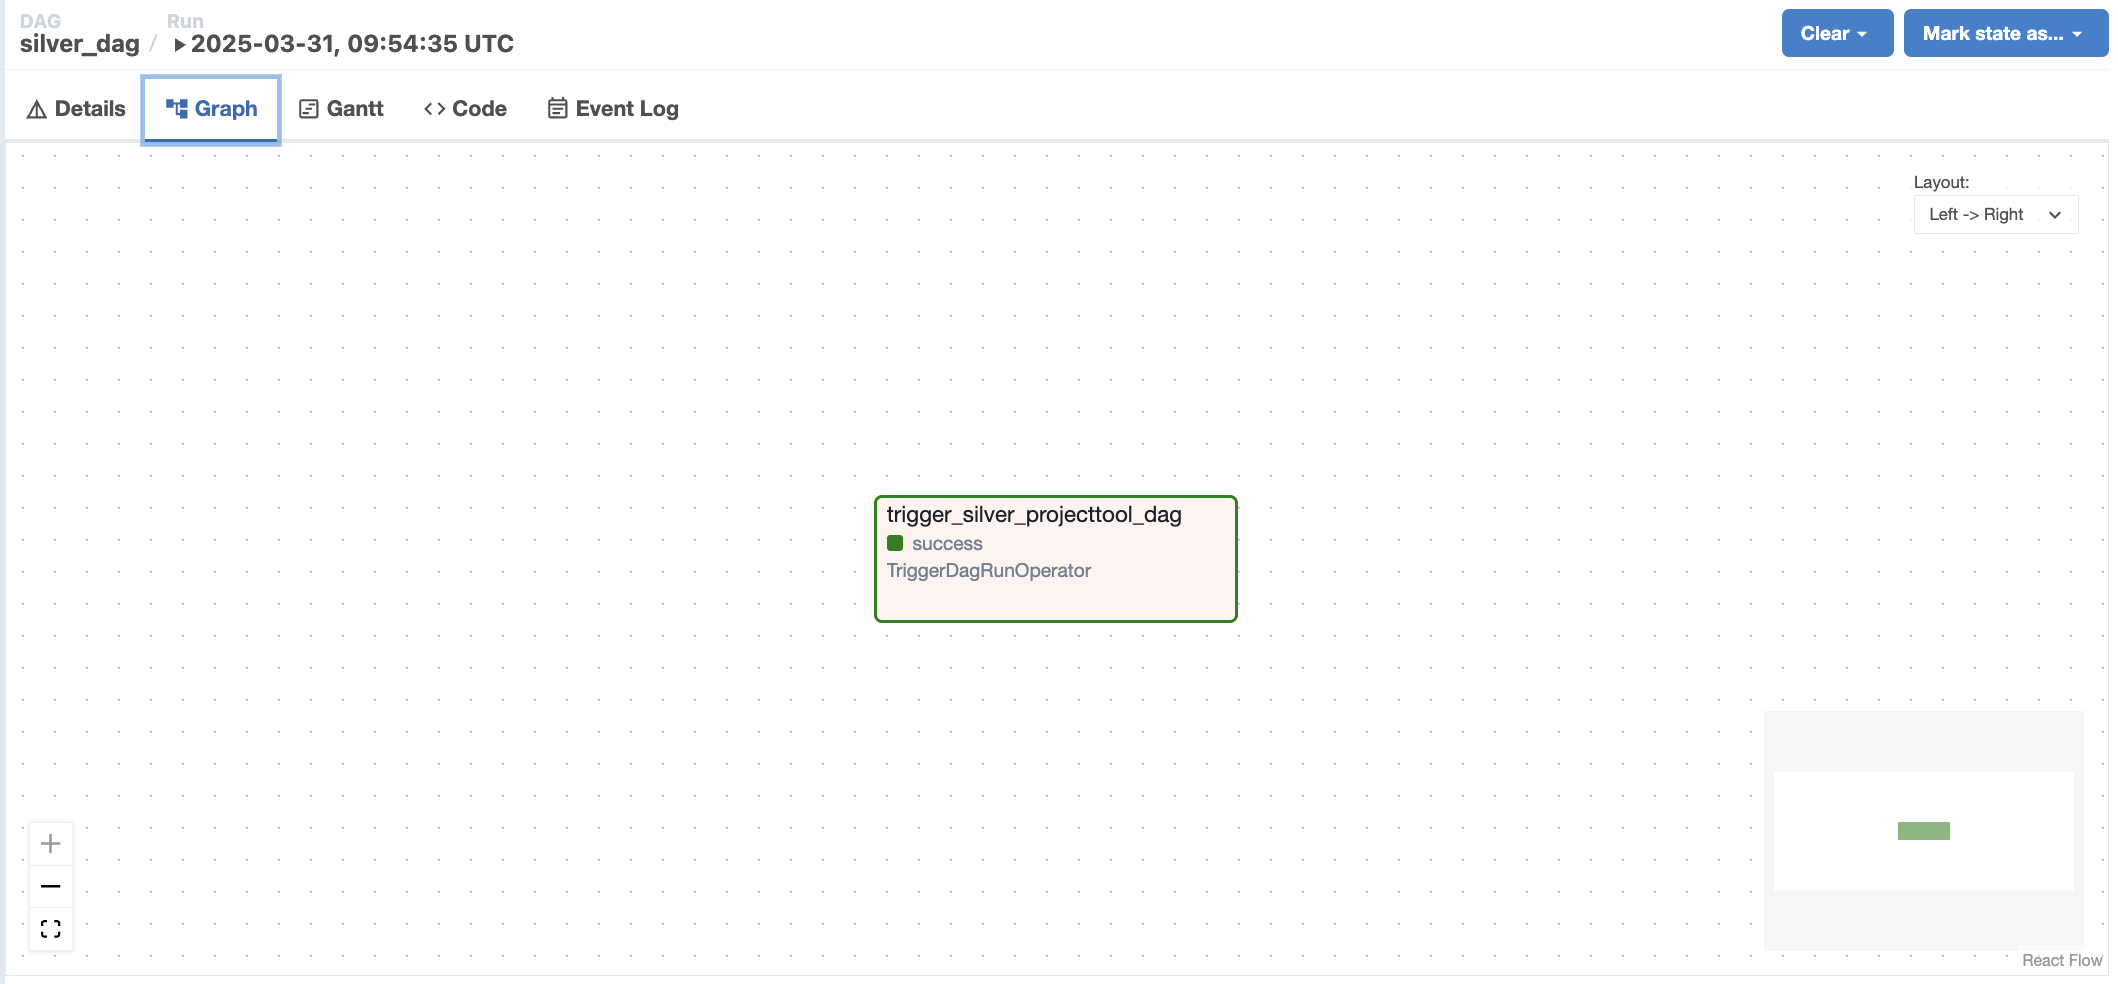 DAG
silver_dag / 
Run
2025-03-31, 09:54:35 UTC
Clear
Mark state as...
Details
Graph
Gantt
Code
Event Log
Layout:
Left -> Right
trigger_silver_projecttool_dag
success
TriggerDagRunOperator
React Flow